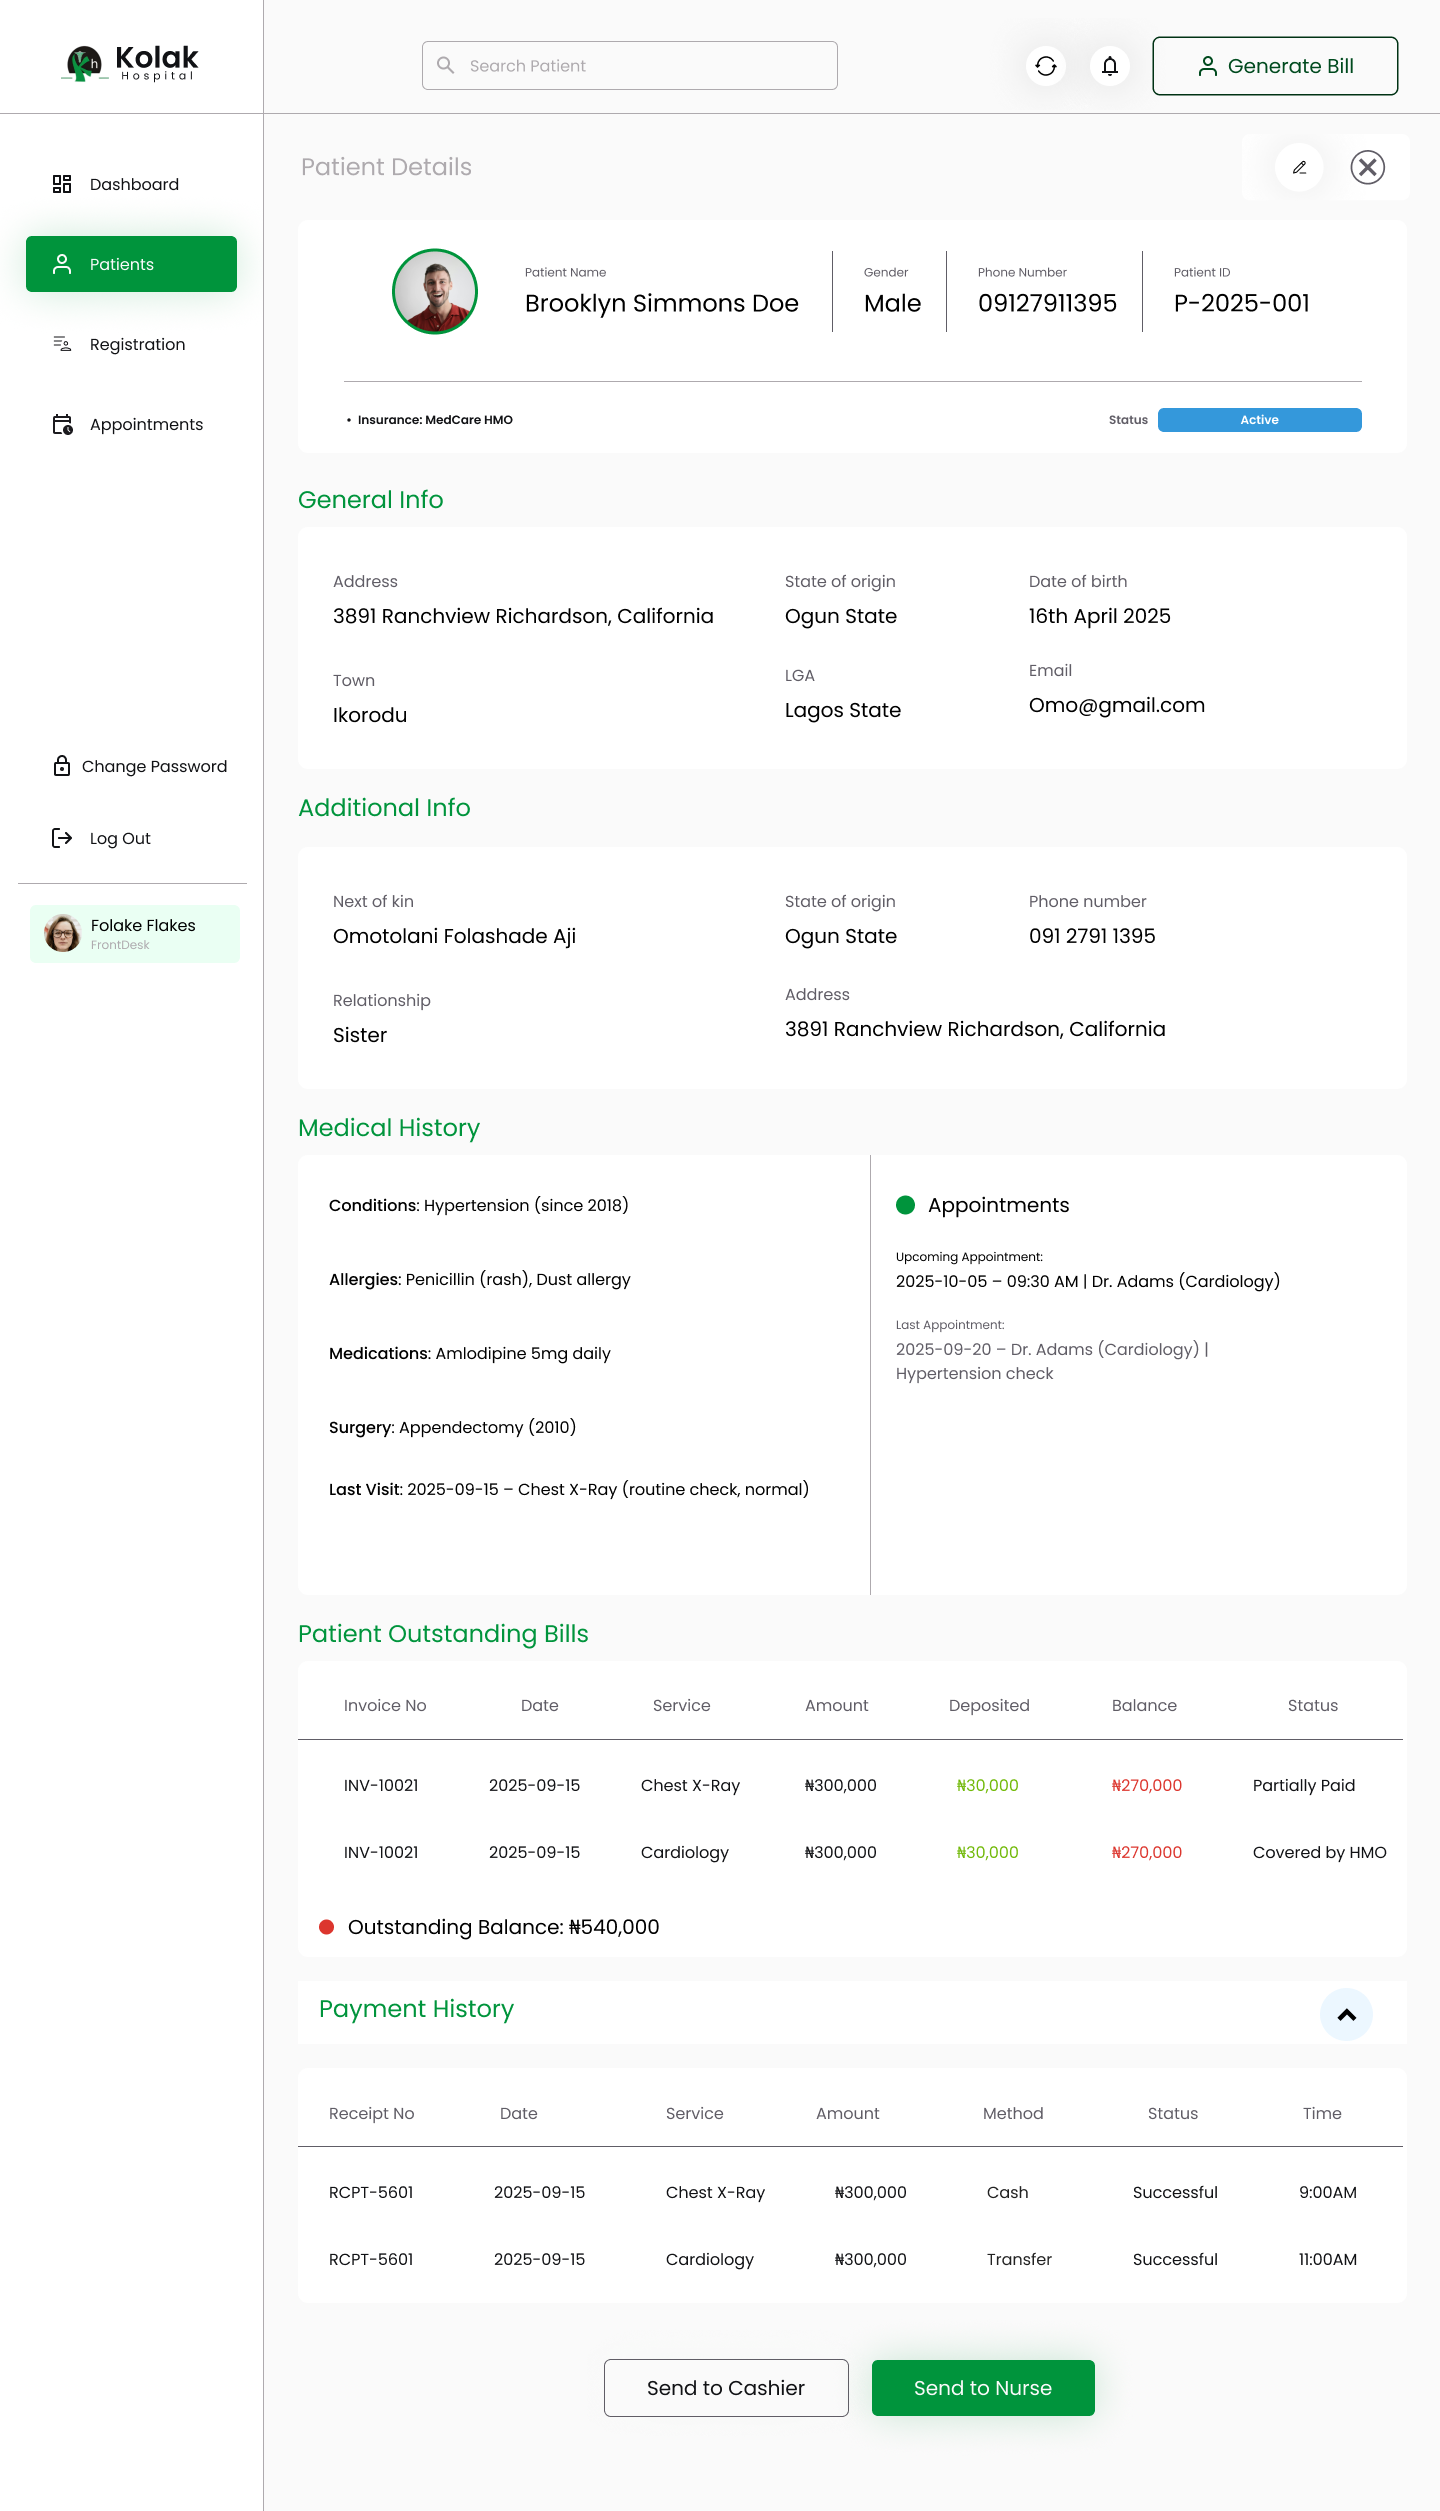 Kolak
Hospital
Search Patient
Generate Bill
Dashboard
Patients
Registration
Appointments
Change Password
Log Out
Folake Flakes
FrontDesk
Patient Details
Patient Name
Brooklyn Simmons Doe
Gender
Male
Phone Number
09127911395
Patient ID
P-2025-001
• Insurance: MedCare HMO
Status
Active
General Info
Address
3891 Ranchview Richardson, California
State of origin
Ogun State
Date of birth
16th April 2025
Town
Ikorodu
LGA
Lagos State
Email
Omo@gmail.com
Additional Info
Next of kin
Omotolani Folashade Aji
State of origin
Ogun State
Phone number
091 2791 1395
Relationship
Sister
Address
3891 Ranchview Richardson, California
Medical History
Conditions: Hypertension (since 2018)
Allergies: Penicillin (rash), Dust allergy
Medications: Amlodipine 5mg daily
Surgery: Appendectomy (2010)
Last Visit: 2025-09-15 – Chest X-Ray (routine check, normal)
Appointments
Upcoming Appointment:
2025-10-05 – 09:30 AM | Dr. Adams (Cardiology)
Last Appointment:
2025-09-20 – Dr. Adams (Cardiology) |
Hypertension check
Patient Outstanding Bills
Invoice No Date Service Amount Deposited Balance Status
INV-10021 2025-09-15 Chest X-Ray ₦300,000 ₦30,000 ₦270,000 Partially Paid
INV-10021 2025-09-15 Cardiology ₦300,000 ₦30,000 ₦270,000 Covered by HMO
Outstanding Balance: ₦540,000
Payment History
Receipt No Date Service Amount Method Status Time
RCPT-5601 2025-09-15 Chest X-Ray ₦300,000 Cash Successful 9:00AM
RCPT-5601 2025-09-15 Cardiology ₦300,000 Transfer Successful 11:00AM
Send to Cashier
Send to Nurse